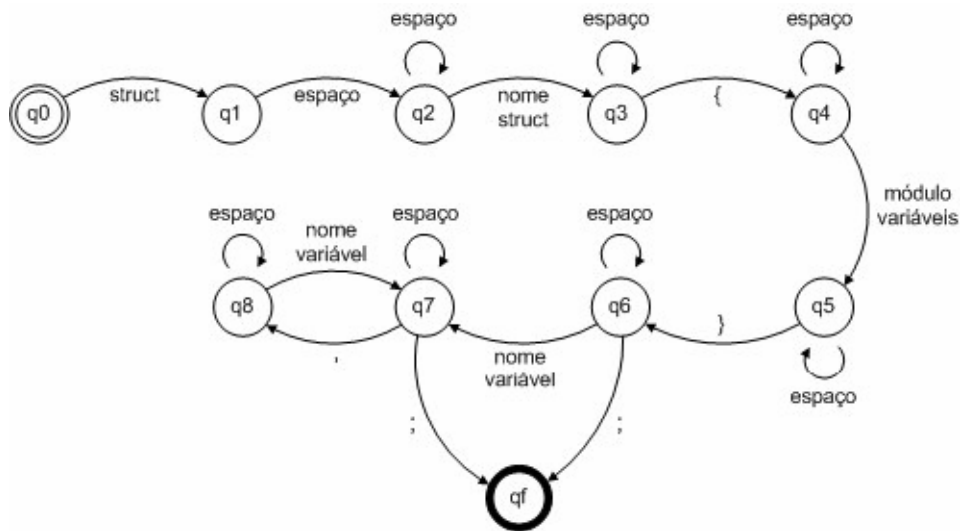 espaço
espaço
espaço
q0
struct
q1
espaço
q2
nome
struct
q3
{
q4
módulo
variáveis
espaço
nome
variável
espaço
espaço
q8
q7
q6
q5
,
nome
variável
}
espaço
;
;
qf